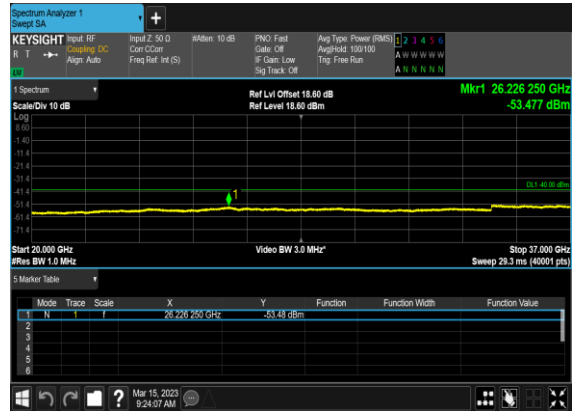 Spectrum Analyzer 1
Swept SA
KEYSIGHT Input: RF Input Z: 50 Ω #Atten: 10 dB PNO: Fast Avg Type: Power (RMS) 1 2 3 4 5 6
R T Coupling: DC Corr CCorr Gate: Off Avg|Hold: 100/100 A W W W W W
Align: Auto Freq Ref: Int (S) IF Gain: Low Trig: Free Run
LW Sig Track: Off A N N N N N
1 Spectrum Ref Lvl Offset 18.60 dB Mkr1 26.226 250 GHz
Scale/Div 10 dB Ref Level 18.60 dBm -53.477 dBm
Log
8.60
-1.40
-11.4
-21.4
-31.4
DL1 -40.00 dBm
-41.4
1
-51.4
-61.4
-71.4
Start 20.000 GHz Video BW 3.0 MHz* Stop 37.000 GHz
#Res BW 1.0 MHz Sweep 29.3 ms (40001 pts)
5 Marker Table
Mode Trace Scale X Y Function Function Width Function Value
1 N 1 f 26.226 250 GHz -53.48 dBm
2
3
4
5
6
? Mar 15, 2023
9:24:07 AM